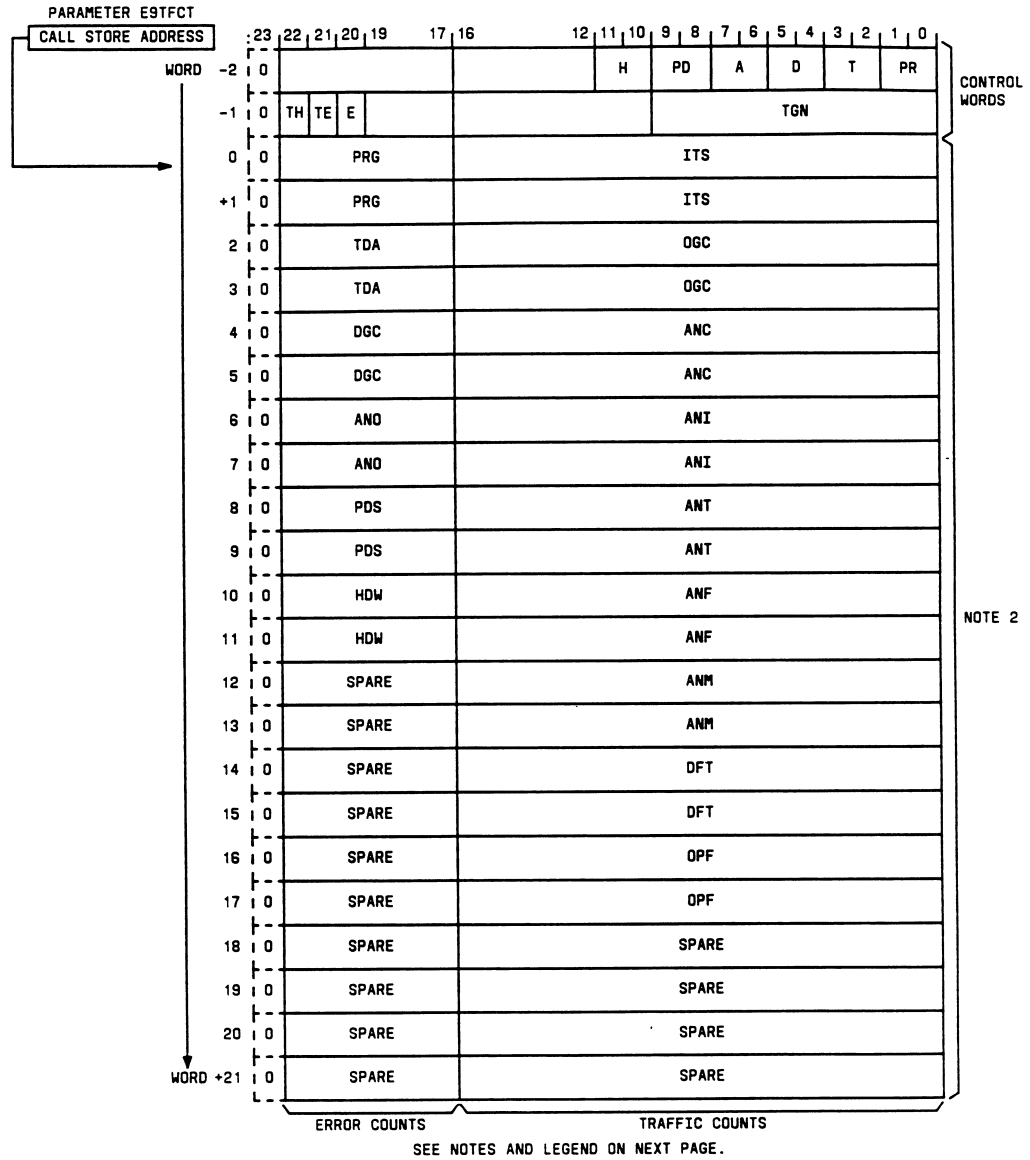 PARAMETER E9TFCT
CALL STORE ADDRESS
23 22 21 20 19 17 16 12 11 10 9 8 7 6 5 4 3 2 1 0
WORD -2 0 H PD A D T PR
CONTROL WORDS
-1 0 TH TE E TGN
0 0 PRG ITS
+1 0 PRG ITS
2 0 TDA OGC
3 0 TDA OGC
4 0 DGC ANC
5 0 DGC ANC
6 0 ANO ANI
7 0 ANO ANI
8 0 PDS ANT
9 0 PDS ANT
10 0 HDW ANF
NOTE 2
11 0 HDW ANF
12 0 SPARE ANM
13 0 SPARE ANM
14 0 SPARE DFT
15 0 SPARE DFT
16 0 SPARE OPF
17 0 SPARE OPF
18 0 SPARE SPARE
19 0 SPARE SPARE
20 0 SPARE SPARE
WORD +21 0 SPARE SPARE
ERROR COUNTS TRAFFIC COUNTS
SEE NOTES AND LEGEND ON NEXT PAGE.